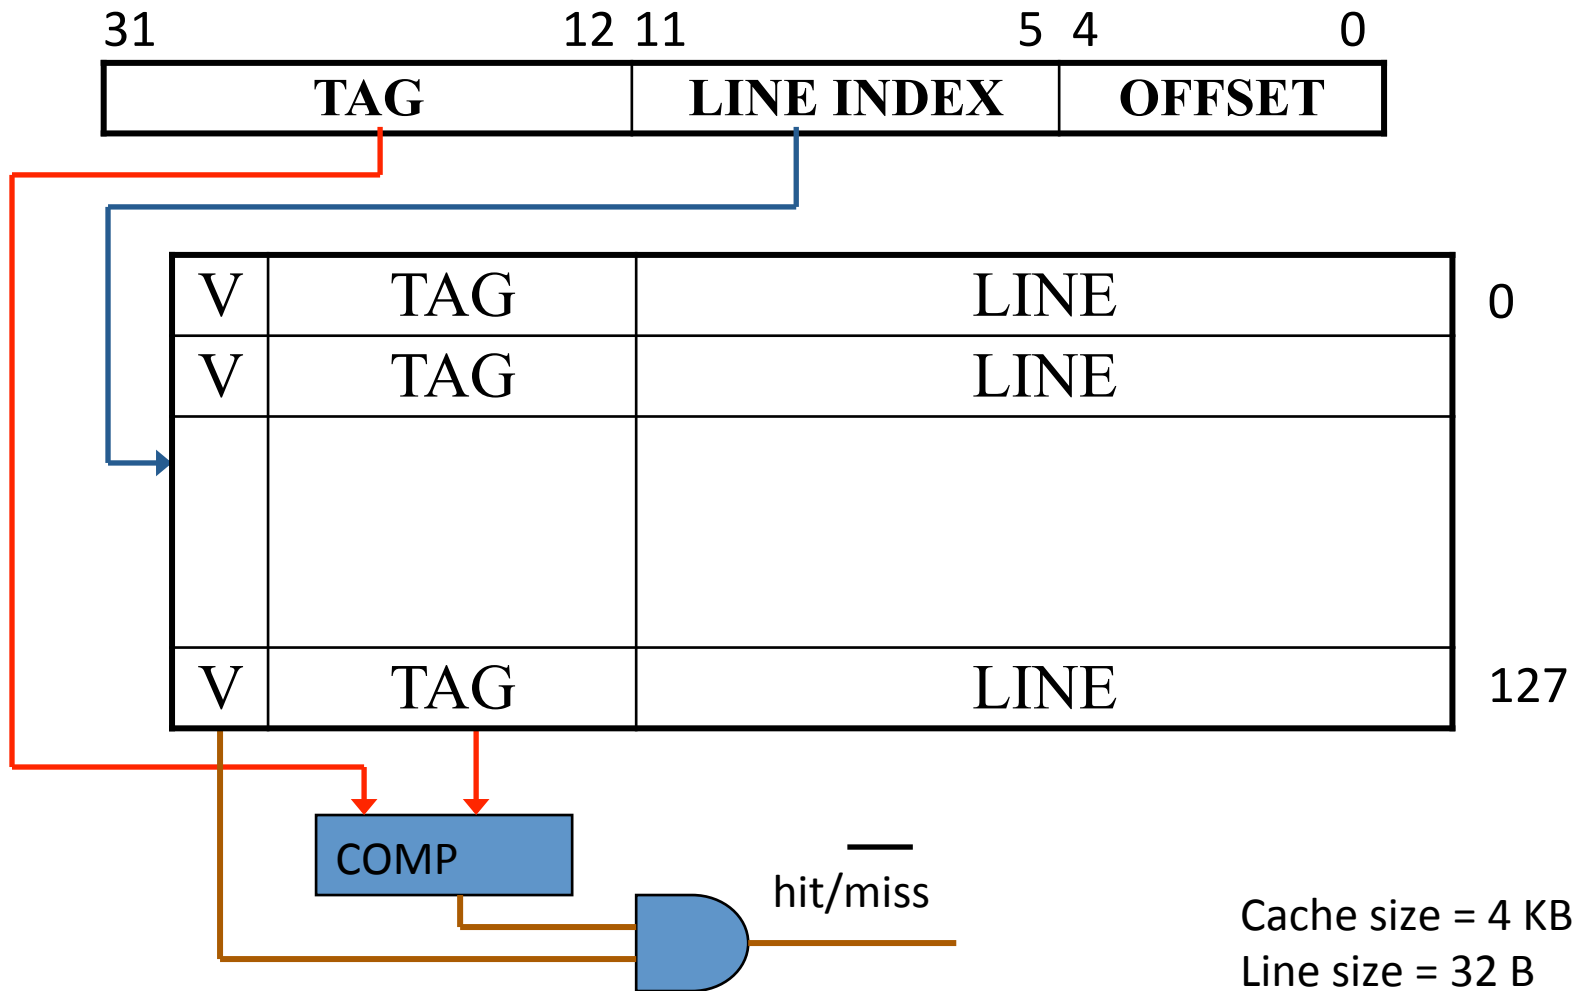 31 12 11 5 4 0
TAG LINE INDEX OFFSET
V TAG LINE 0
V TAG LINE
V TAG LINE 127
COMP
hit/miss
Cache size = 4 KB
Line size = 32 B